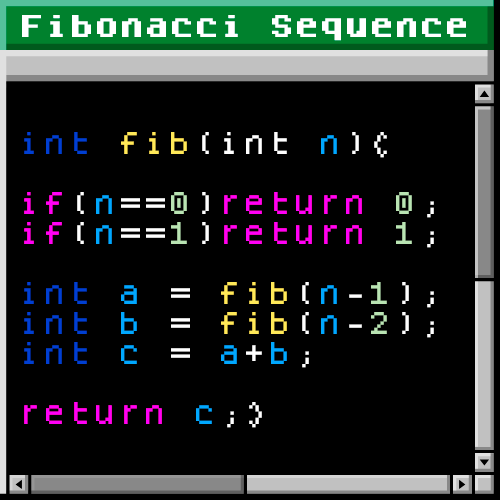 Fibonacci Sequence
int fib(int n){
if(n==0)return 0;
if(n==1)return 1;
int a = fib(n-1);
int b = fib(n-2);
int c = a+b;
return c;}